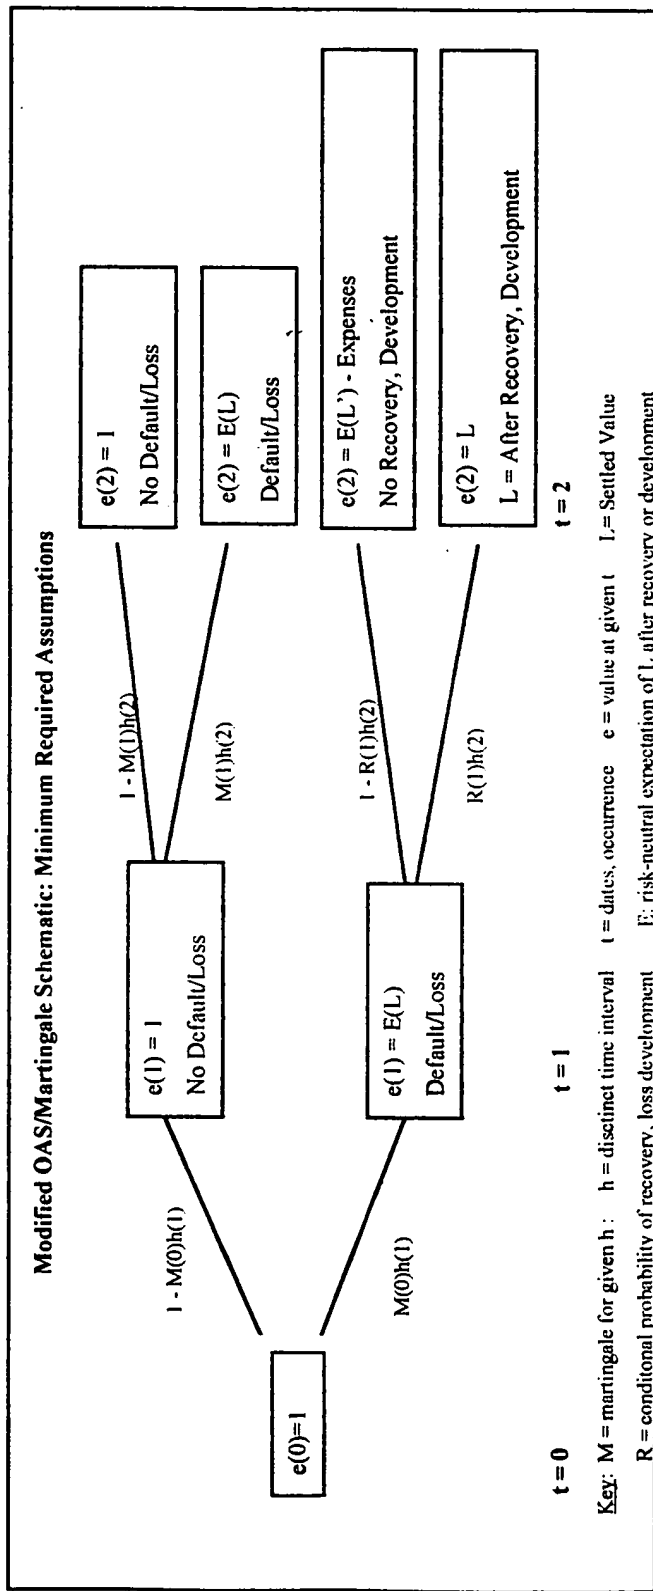 Modified OAS/Martingale Schematic: Minimum Required Assumptions
e(0)=1
1 - M(0)h(1)
M(0)h(1)
e(1) = 1
No Default/Loss
e(1) = E(L)
Default/Loss
1 - M(1)h(2)
M(1)h(2)
1 - R(1)h(2)
R(1)h(2)
e(2) = 1
No Default/Loss
e(2) = E(L)
Default/Loss
e(2) = E(L') - Expenses
No Recovery, Development
e(2) = L
L = After Recovery, Development
t = 0
t = 1
t = 2
Key: M = martingale for given h : h = disctinct time interval t = dates, occurrence e = value at given t L = Settled Value
R = conditonal probability of recovery, loss development E: risk-neutral expectation of L after recovery or development